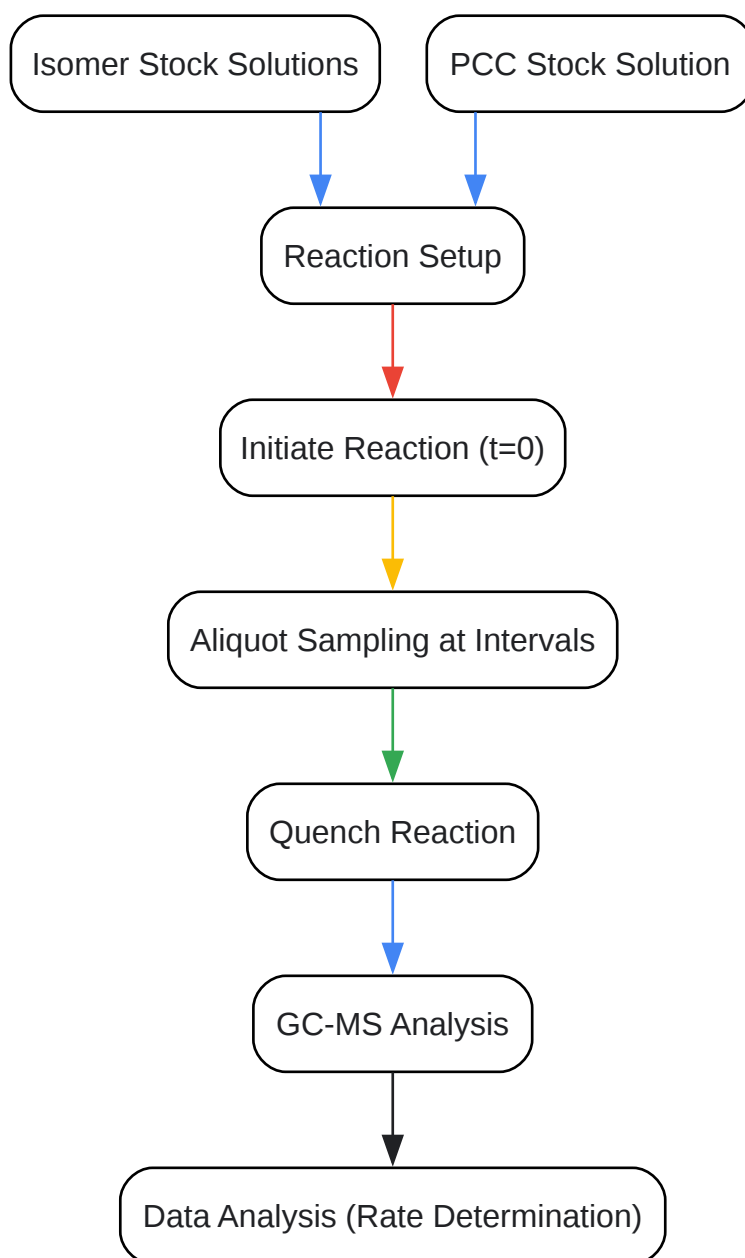 Isomer Stock Solutions
PCC Stock Solution
Reaction Setup
Initiate Reaction (t=0)
Aliquot Sampling at Intervals
Quench Reaction
GC-MS Analysis
Data Analysis (Rate Determination)